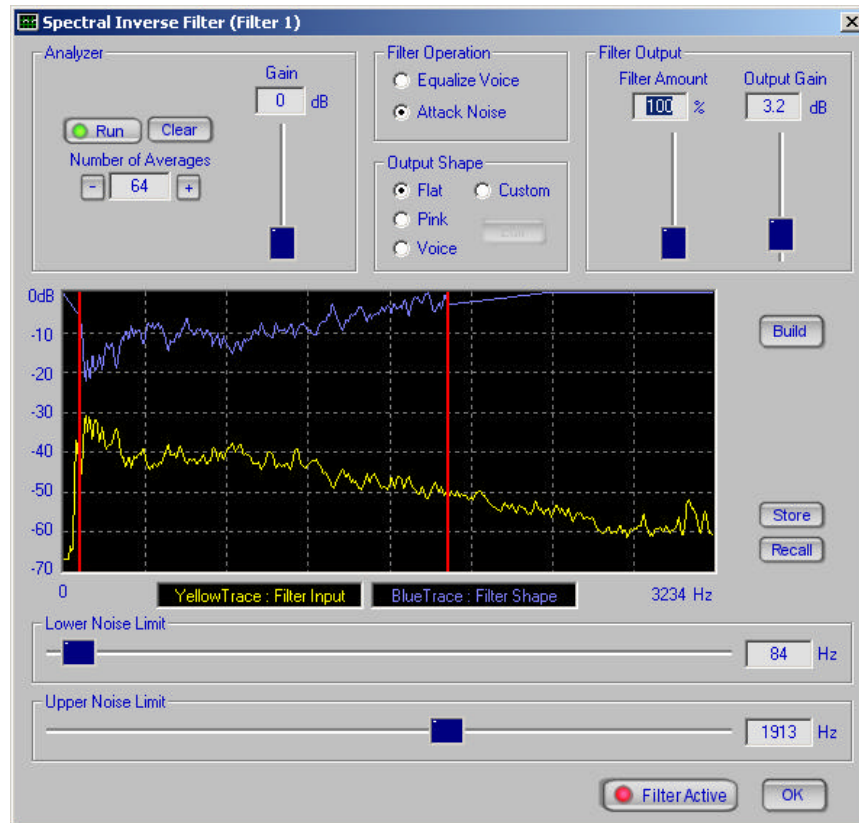 Spectral Inverse Filter (Filter 1)
Analyzer
Gain
0 dB
Run Clear
Number of Averages
- 64 +
Filter Operation
Equalize Voice
Attack Noise
Output Shape
Flat Custom
Pink
Voice
Edit
Filter Output
Filter Amount Output Gain
100 % 3.2 dB
0dB
-10
-20
-30
-40
-50
-60
-70
0 3234 Hz
YellowTrace : Filter Input BlueTrace : Filter Shape
Build
Store
Recall
Lower Noise Limit
84 Hz
Upper Noise Limit
1913 Hz
Filter Active OK